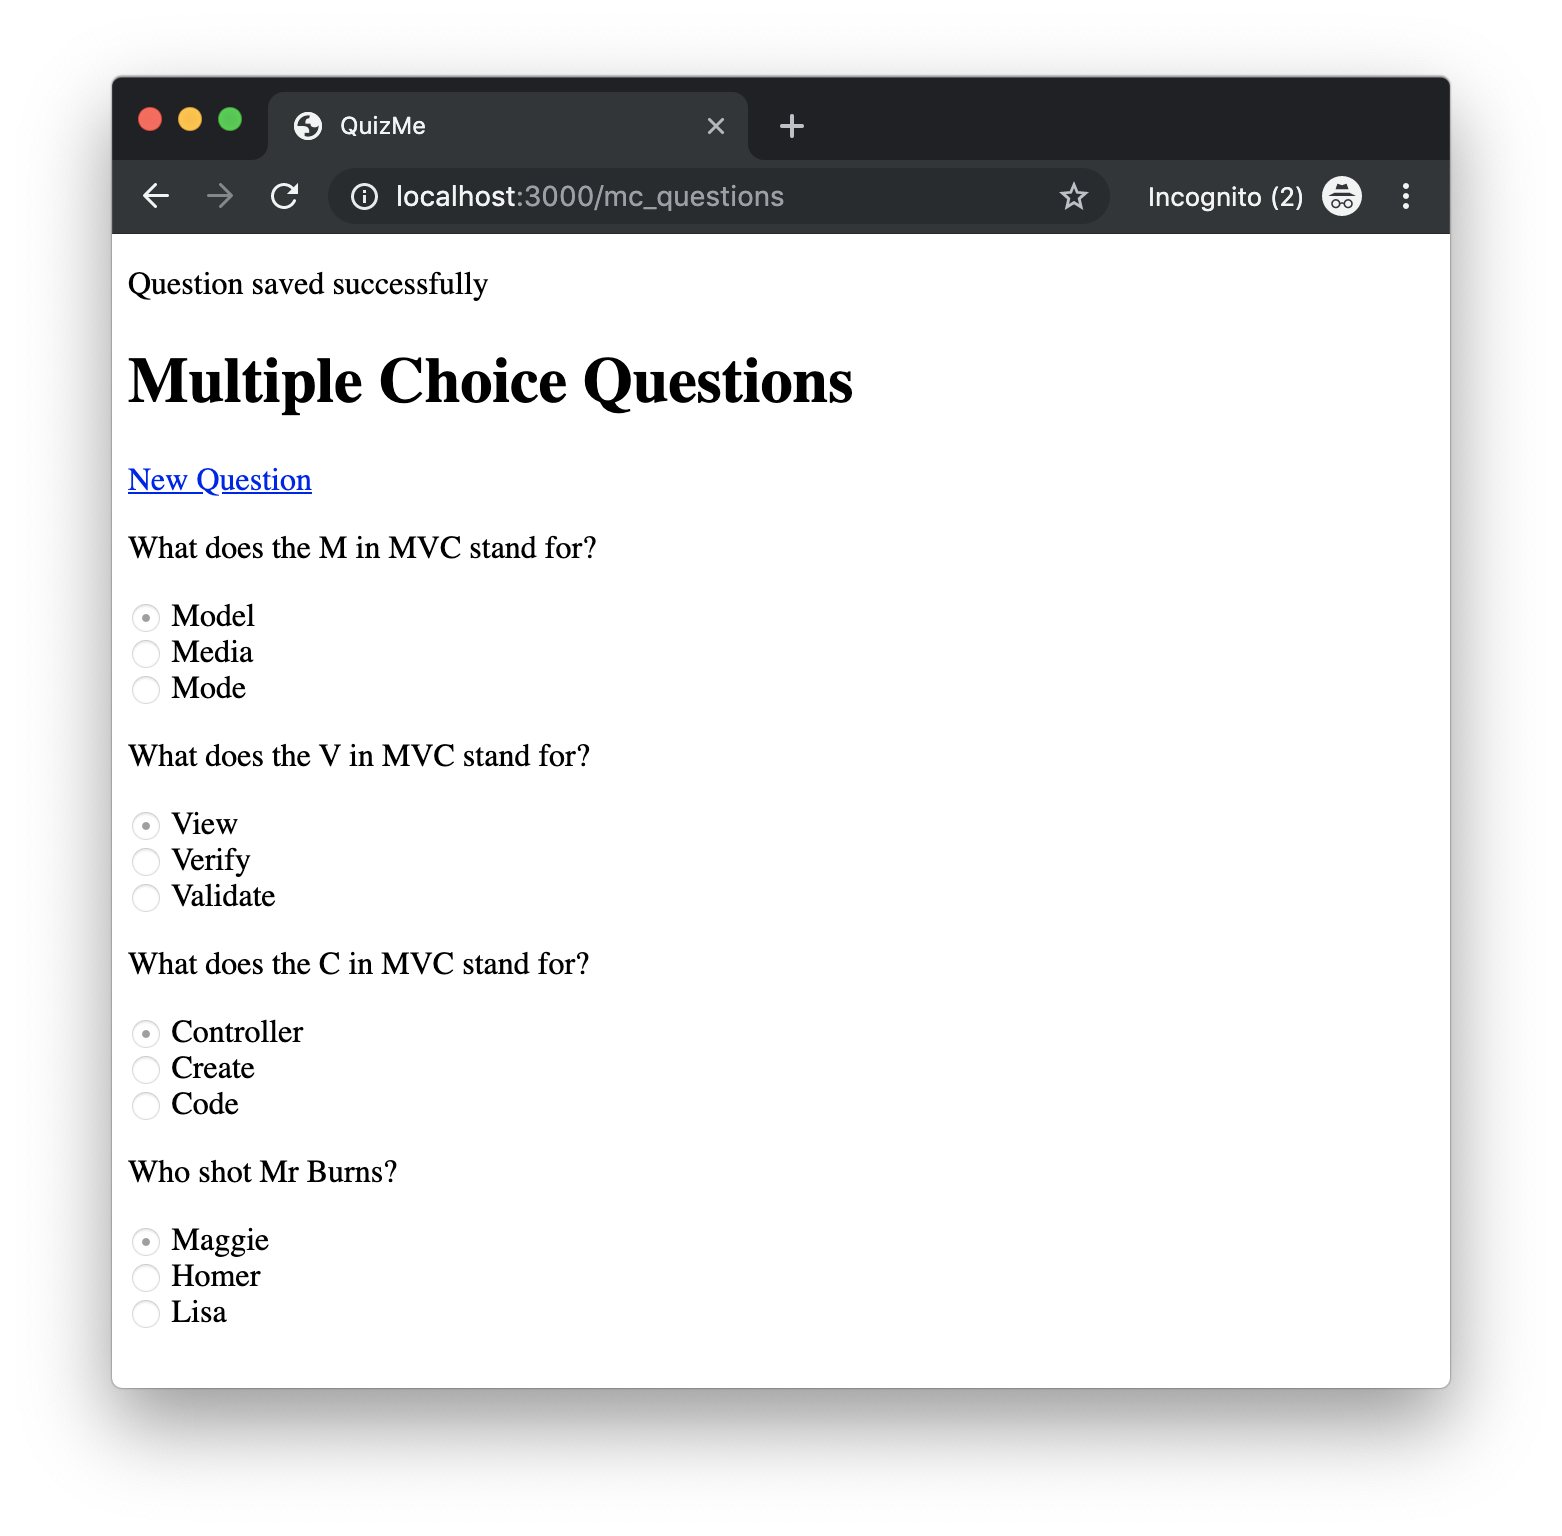 QuizMe
localhost:3000/mc_questions
Incognito (2)
Question saved successfully
Multiple Choice Questions
New Question
What does the M in MVC stand for?
Model
Media
Mode
What does the V in MVC stand for?
View
Verify
Validate
What does the C in MVC stand for?
Controller
Create
Code
Who shot Mr Burns?
Maggie
Homer
Lisa